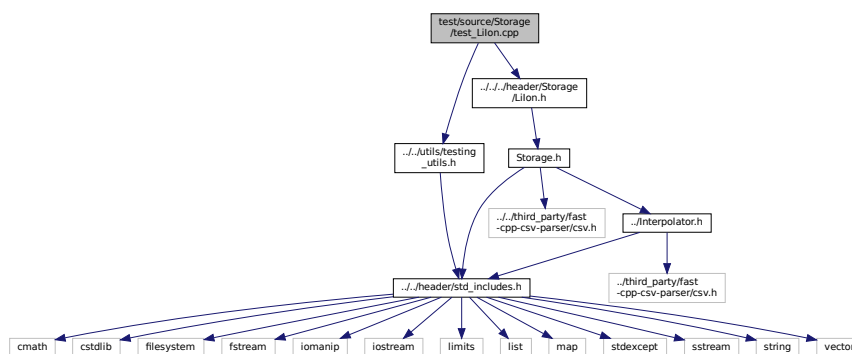 test/source/Storage
/test_LiIon.cpp
../../../header/Storage
/LiIon.h
../../utils/testing
_utils.h
Storage.h
../../third_party/fast
-cpp-csv-parser/csv.h
../Interpolator.h
../third_party/fast
-cpp-csv-parser/csv.h
../../header/std_includes.h
cmath
cstdlib
filesystem
fstream
iomanip
iostream
limits
list
map
stdexcept
sstream
string
vector